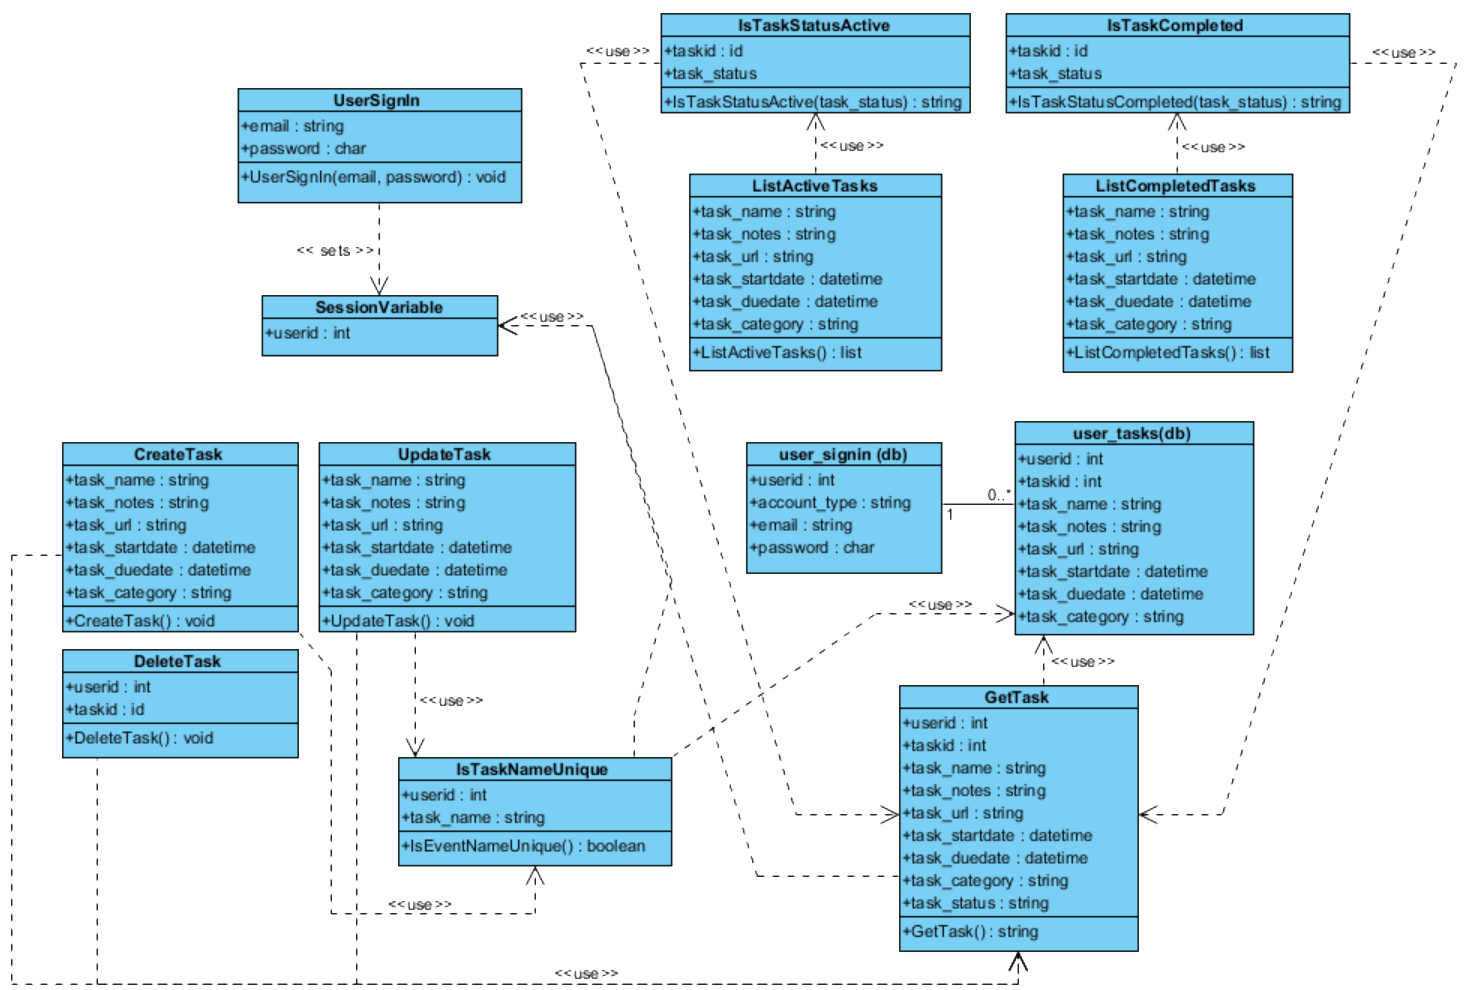 IsTaskStatusActive
+taskid : id
+task_status
+IsTaskStatusActive(task_status) : string
IsTaskCompleted
+taskid : id
+task_status
+IsTaskStatusCompleted(task_status) : string
<<use>>
<<use>>
UserSignIn
+email : string
+password : char
+UserSignIn(email, password) : void
<<use>>
<<use>>
ListActiveTasks
+task_name : string
+task_notes : string
+task_url : string
+task_startdate : datetime
+task_duedate : datetime
+task_category : string
+ListActiveTasks() : list
ListCompletedTasks
+task_name : string
+task_notes : string
+task_url : string
+task_startdate : datetime
+task_duedate : datetime
+task_category : string
+ListCompletedTasks() : list
<< sets >>
SessionVariable
+userid : int
<<use>>
CreateTask
+task_name : string
+task_notes : string
+task_url : string
+task_startdate : datetime
+task_duedate : datetime
+task_category : string
+CreateTask() : void
UpdateTask
+task_name : string
+task_notes : string
+task_url : string
+task_startdate : datetime
+task_duedate : datetime
+task_category : string
+UpdateTask() : void
user_signin (db)
+userid : int
+account_type : string
+email : string
+password : char
1
0..*
user_tasks(db)
+userid : int
+taskid : int
+task_name : string
+task_notes : string
+task_url : string
+task_startdate : datetime
+task_duedate : datetime
+task_category : string
<<use>>
DeleteTask
+userid : int
+taskid : id
+DeleteTask() : void
<<use>>
<<use>>
IsTaskNameUnique
+userid : int
+task_name : string
+IsEventNameUnique() : boolean
GetTask
+userid : int
+taskid : int
+task_name : string
+task_notes : string
+task_url : string
+task_startdate : datetime
+task_duedate : datetime
+task_category : string
+task_status : string
+GetTask() : string
<<use>>
<<use>>